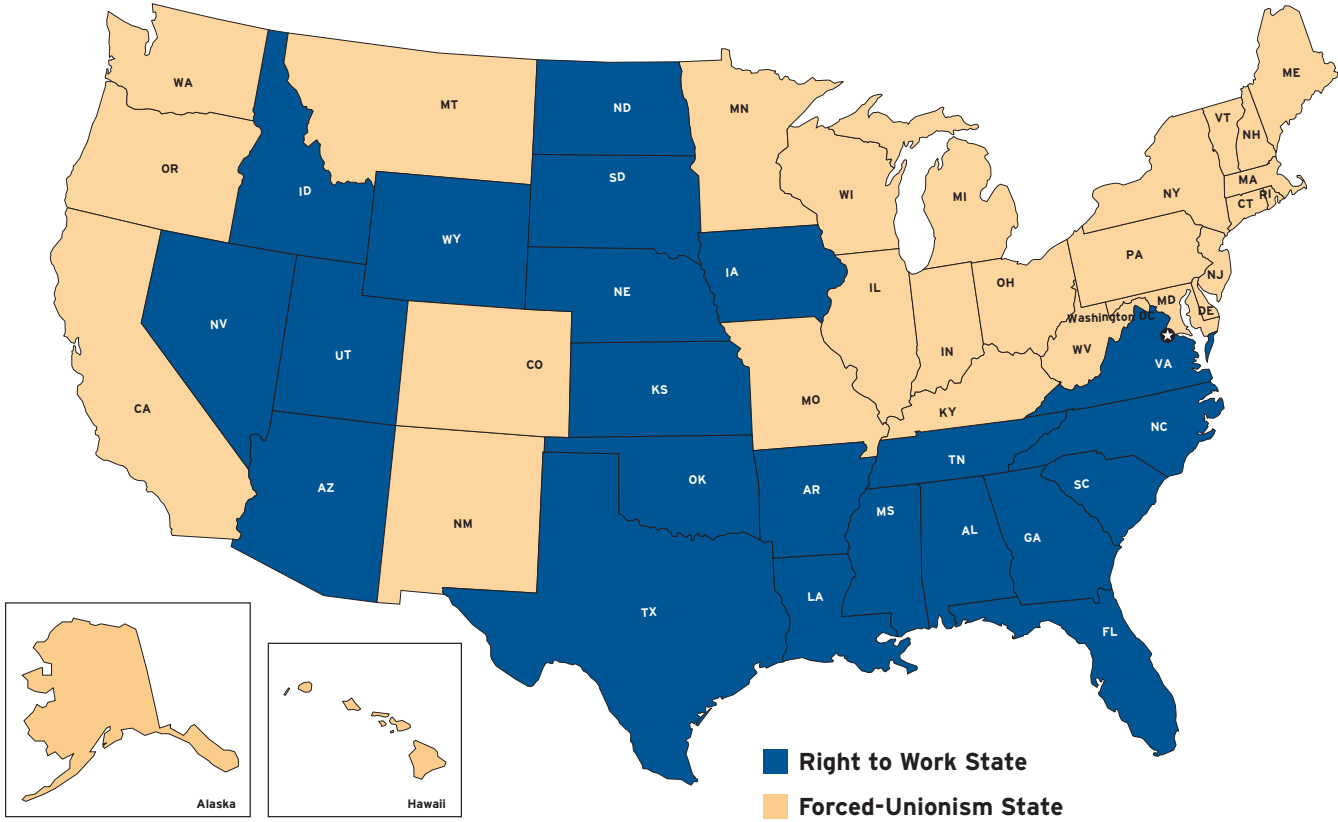 WA
MT
ND
MN
ME
VT
NH
OR
ID
SD
WI
MI
NY
MA
RI
CT
WY
IA
PA
NJ
NE
IL
OH
MD
DE
Washington DC
NV
UT
CO
IN
WV
VA
KS
MO
KY
CA
NC
TN
AZ
OK
AR
SC
NM
MS
AL
GA
TX
LA
FL
Alaska
Hawaii
Right to Work State
Forced-Unionism State